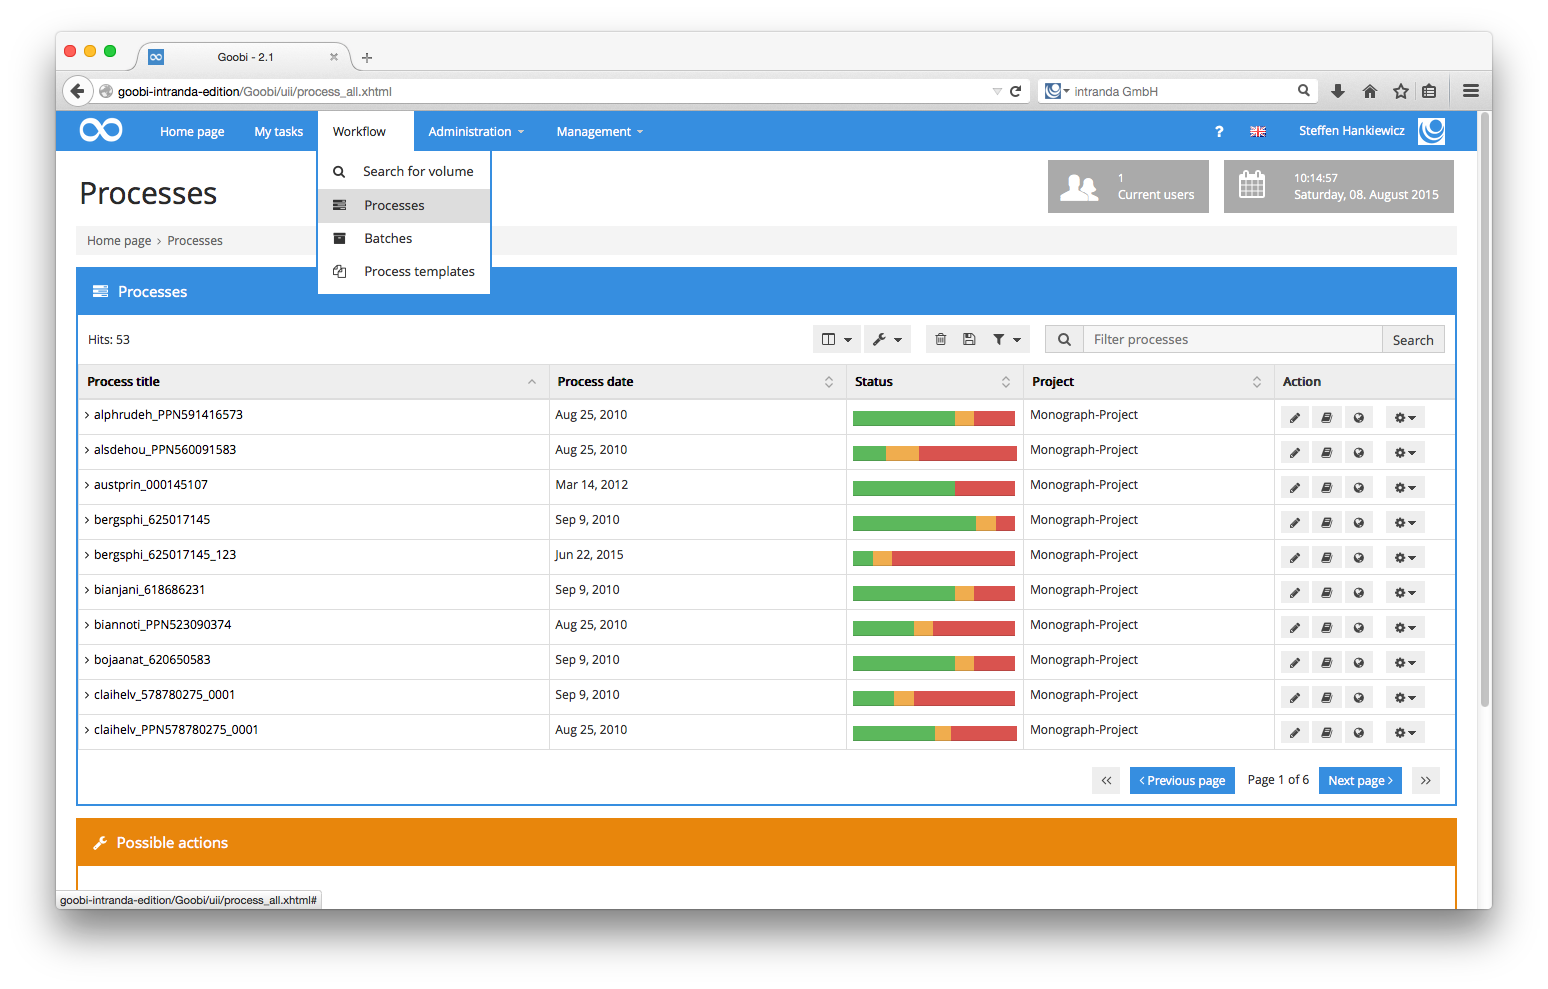 Goobi - 2.1
goobi-intranda-edition/Goobi/uii/process_all.xhtml
intranda GmbH
Home page My tasks Workflow Administration Management ? Steffen Hankiewicz
Search for volume
Processes
Batches
Process templates
Processes
1
Current users
10:14:57
Saturday, 08. August 2015
Home page > Processes
Processes
Hits: 53
Filter processes Search
Process title Process date Status Project Action
alphrudeh_PPN591416573 Aug 25, 2010 Monograph-Project
alsdehou_PPN560091583 Aug 25, 2010 Monograph-Project
austprin_000145107 Mar 14, 2012 Monograph-Project
bergsphi_625017145 Sep 9, 2010 Monograph-Project
bergsphi_625017145_123 Jun 22, 2015 Monograph-Project
bianjani_618686231 Sep 9, 2010 Monograph-Project
biannoti_PPN523090374 Aug 25, 2010 Monograph-Project
bojaanat_620650583 Sep 9, 2010 Monograph-Project
claihelv_578780275_0001 Sep 9, 2010 Monograph-Project
claihelv_PPN578780275_0001 Aug 25, 2010 Monograph-Project
Previous page Page 1 of 6 Next page
Possible actions
goobi-intranda-edition/Goobi/uii/process_all.xhtml#